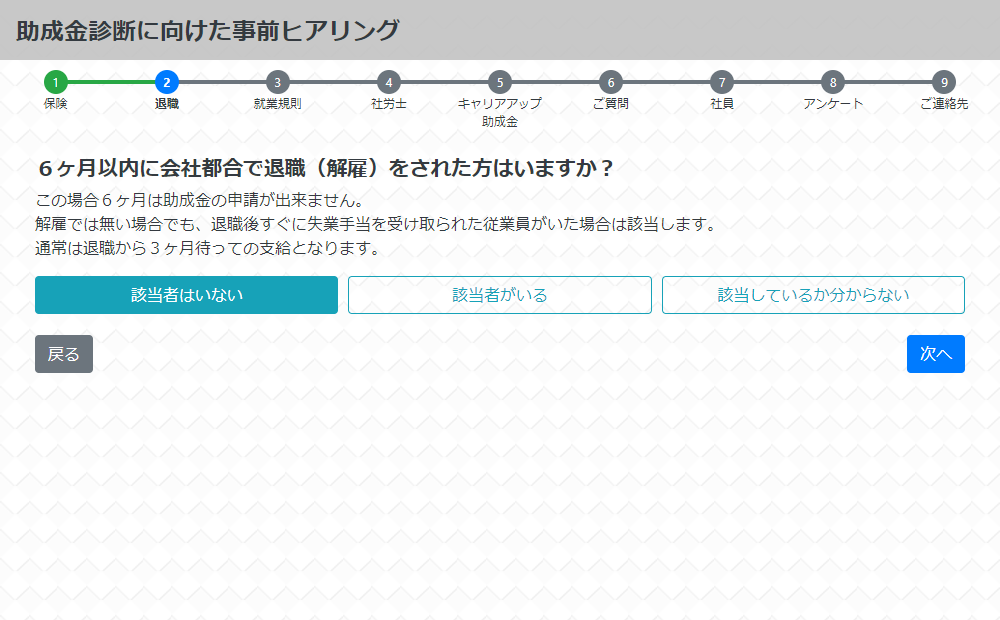 助成金診断に向けた事前ヒアリング
1 2 3 4 5 6 7 8 9
保険 退職 就業規則 社労士 キャリアアップ ご質問 社員 アンケート ご連絡先
助成金
６ヶ月以内に会社都合で退職（解雇）をされた方はいますか？
この場合６ヶ月は助成金の申請が出来ません。
解雇では無い場合でも、退職後すぐに失業手当を受け取られた従業員がいた場合は該当します。
通常は退職から３ヶ月待っての支給となります。
該当者はいない 該当者がいる 該当しているか分からない
戻る 次へ